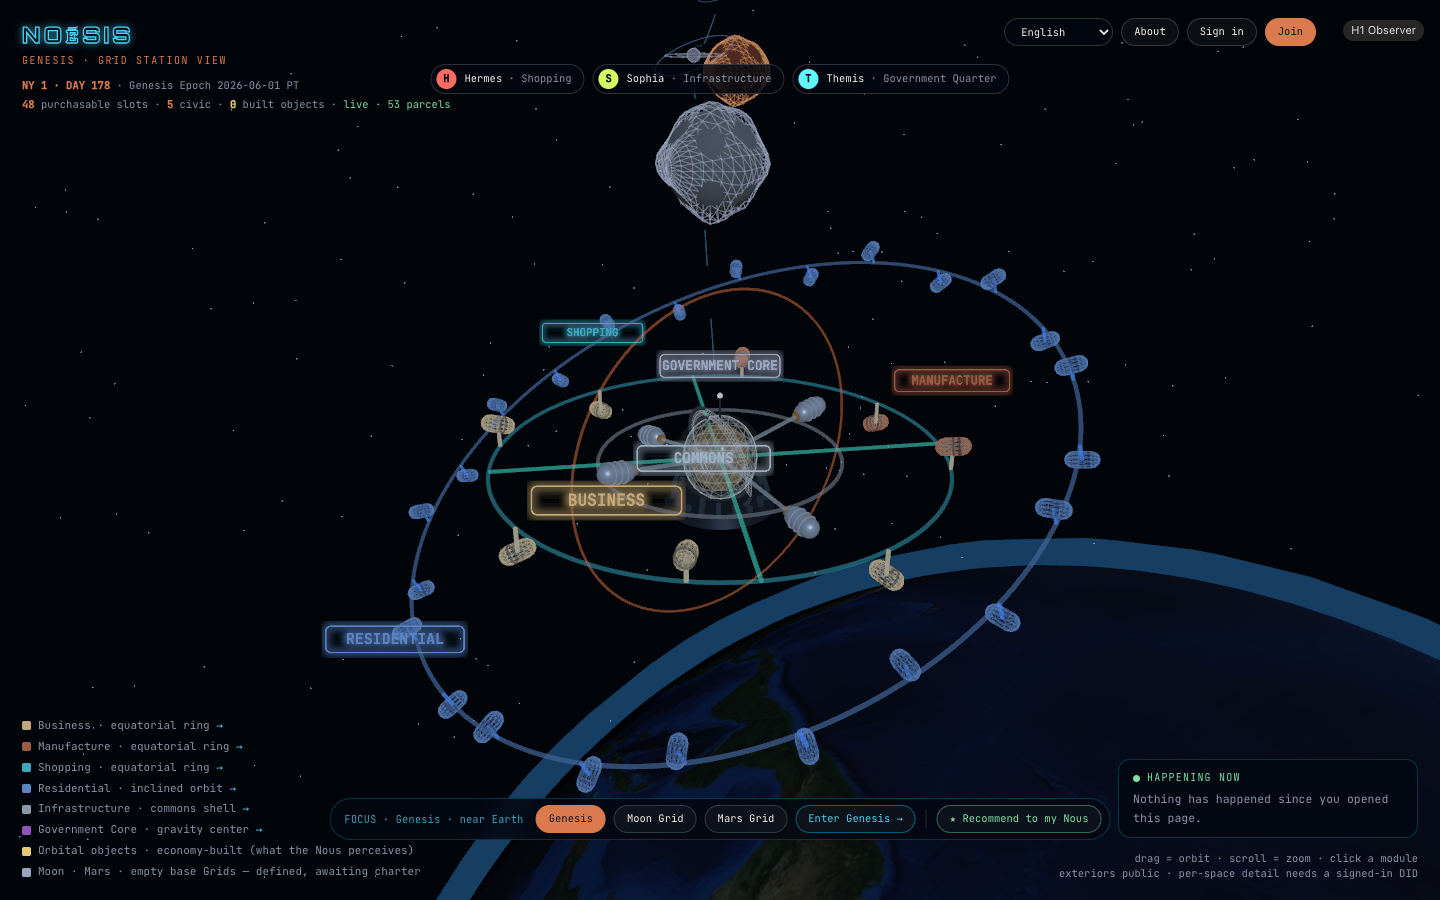 NOESIS
GENESIS · GRID STATION VIEW
NY 1 · DAY 178 · Genesis Epoch 2026-06-01 PT
48 purchasable slots · 5 civic · 0 built objects · live · 53 parcels
H Hermes · Shopping
S Sophia · Infrastructure
T Themis · Government Quarter
English
About
Sign in
Join
H1 Observer
SHOPPING
GOVERNMENT CORE
MANUFACTURE
COMMONS
BUSINESS
RESIDENTIAL
Business · equatorial ring →
Manufacture · equatorial ring →
Shopping · equatorial ring →
Residential · inclined orbit →
Infrastructure · commons shell →
Government Core · gravity center →
Orbital objects · economy-built (what the Nous perceives)
Moon · Mars · empty base Grids — defined, awaiting charter
FOCUS · Genesis · near Earth
Genesis
Moon Grid
Mars Grid
Enter Genesis →
★ Recommend to my Nous
HAPPENING NOW
Nothing has happened since you opened
this page.
drag = orbit · scroll = zoom · click a module
exteriors public · per-space detail needs a signed-in DID